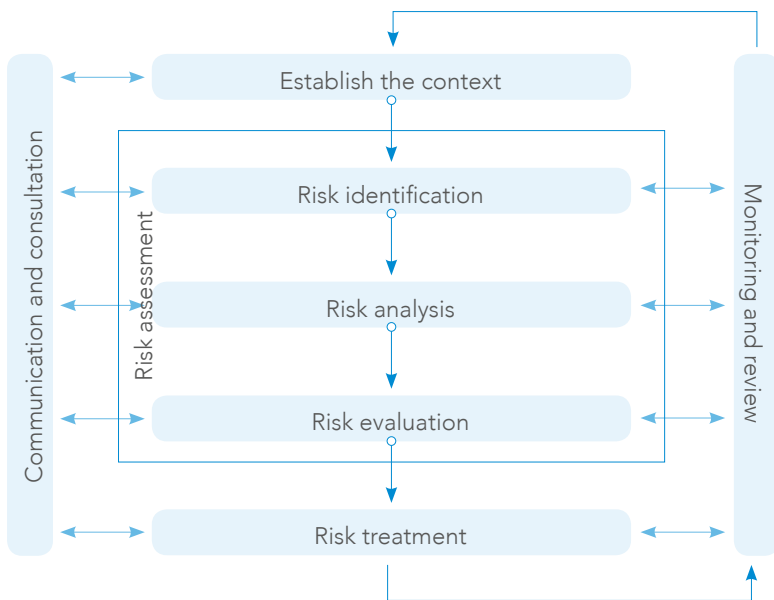 Establish the context
Communication and consultation
Risk assessment
Risk identification
Risk analysis
Risk evaluation
Risk treatment
Monitoring and review